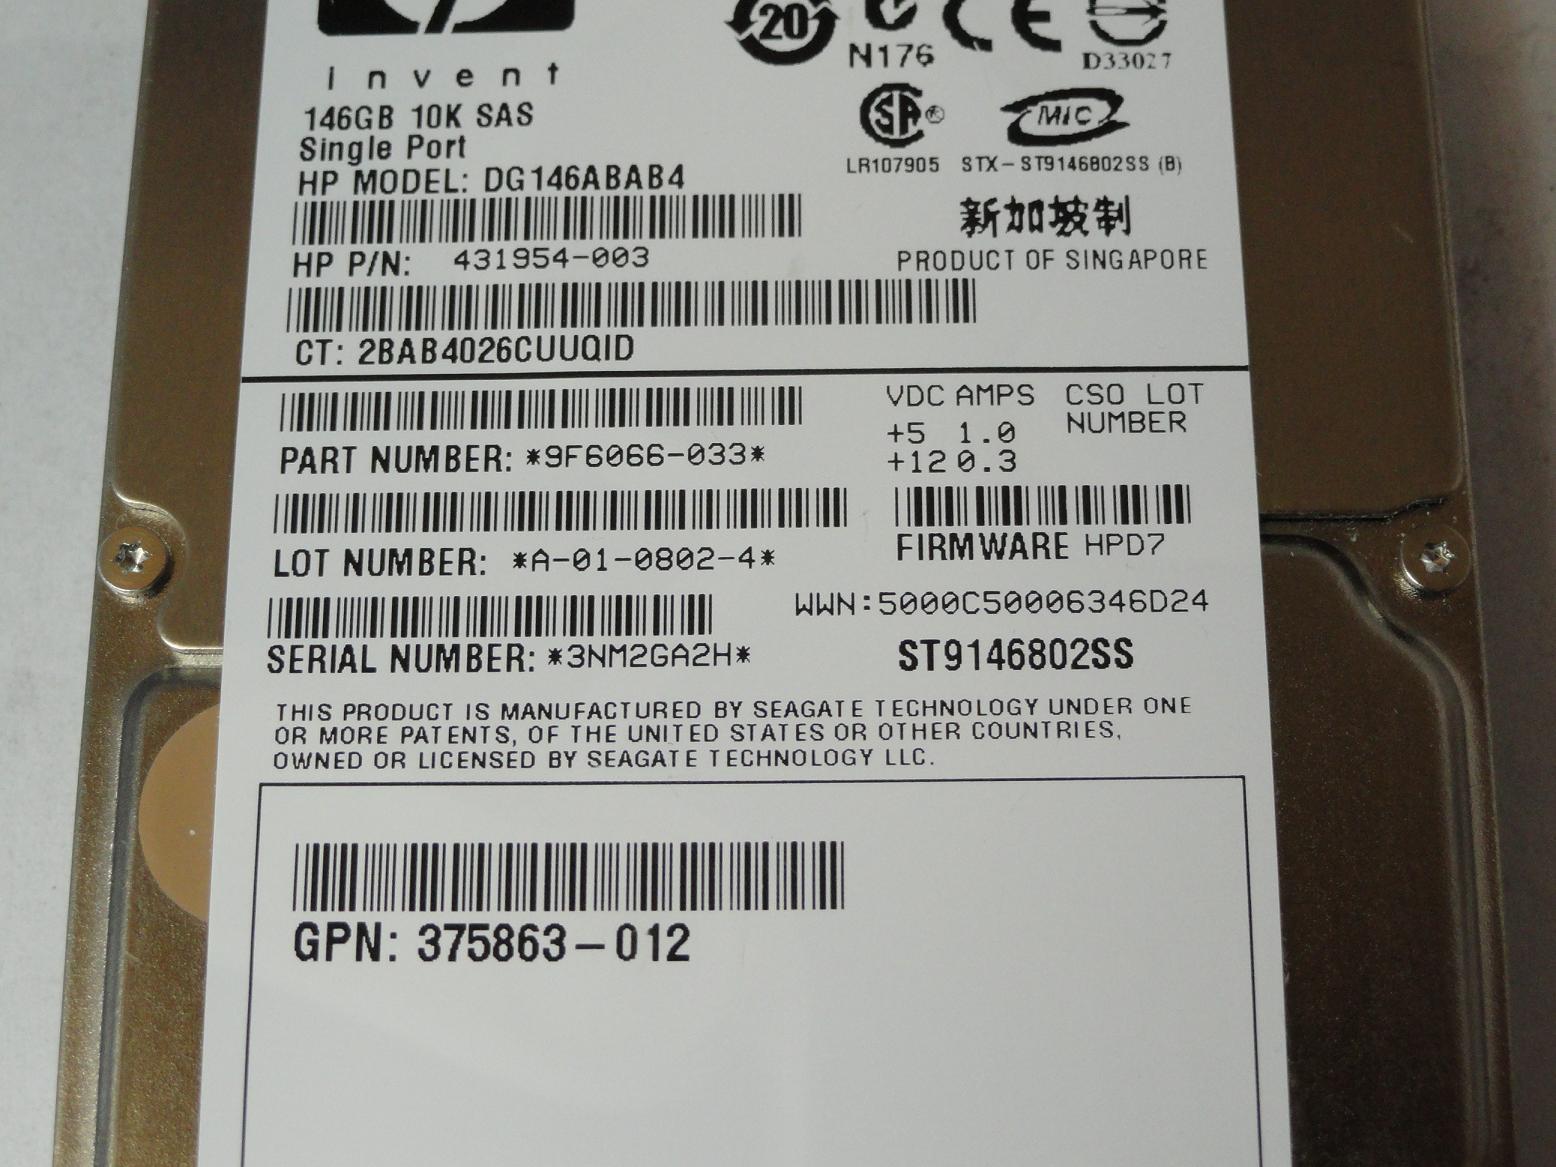 invent
146GB 10K SAS
Single Port
HP MODEL: DG146ABAB4
HP P/N: 431954-003
CT: 2BAB4026CUUQID
20
N176
CE
D33027
SA ®
MIC
LR107905 STX-ST9146802SS (B)
新加坡制
PRODUCT OF SINGAPORE
PART NUMBER: *9F6066-033*
LOT NUMBER: *A-01-0802-4*
SERIAL NUMBER: *3NM2GA2H*
VDC AMPS
+5 1.0
+12 0.3
CSO LOT
NUMBER
FIRMWARE HPD7
WWN:5000C50006346D24
ST9146802SS
THIS PRODUCT IS MANUFACTURED BY SEAGATE TECHNOLOGY UNDER ONE
OR MORE PATENTS, OF THE UNITED STATES OR OTHER COUNTRIES,
OWNED OR LICENSED BY SEAGATE TECHNOLOGY LLC.
GPN: 375863-012